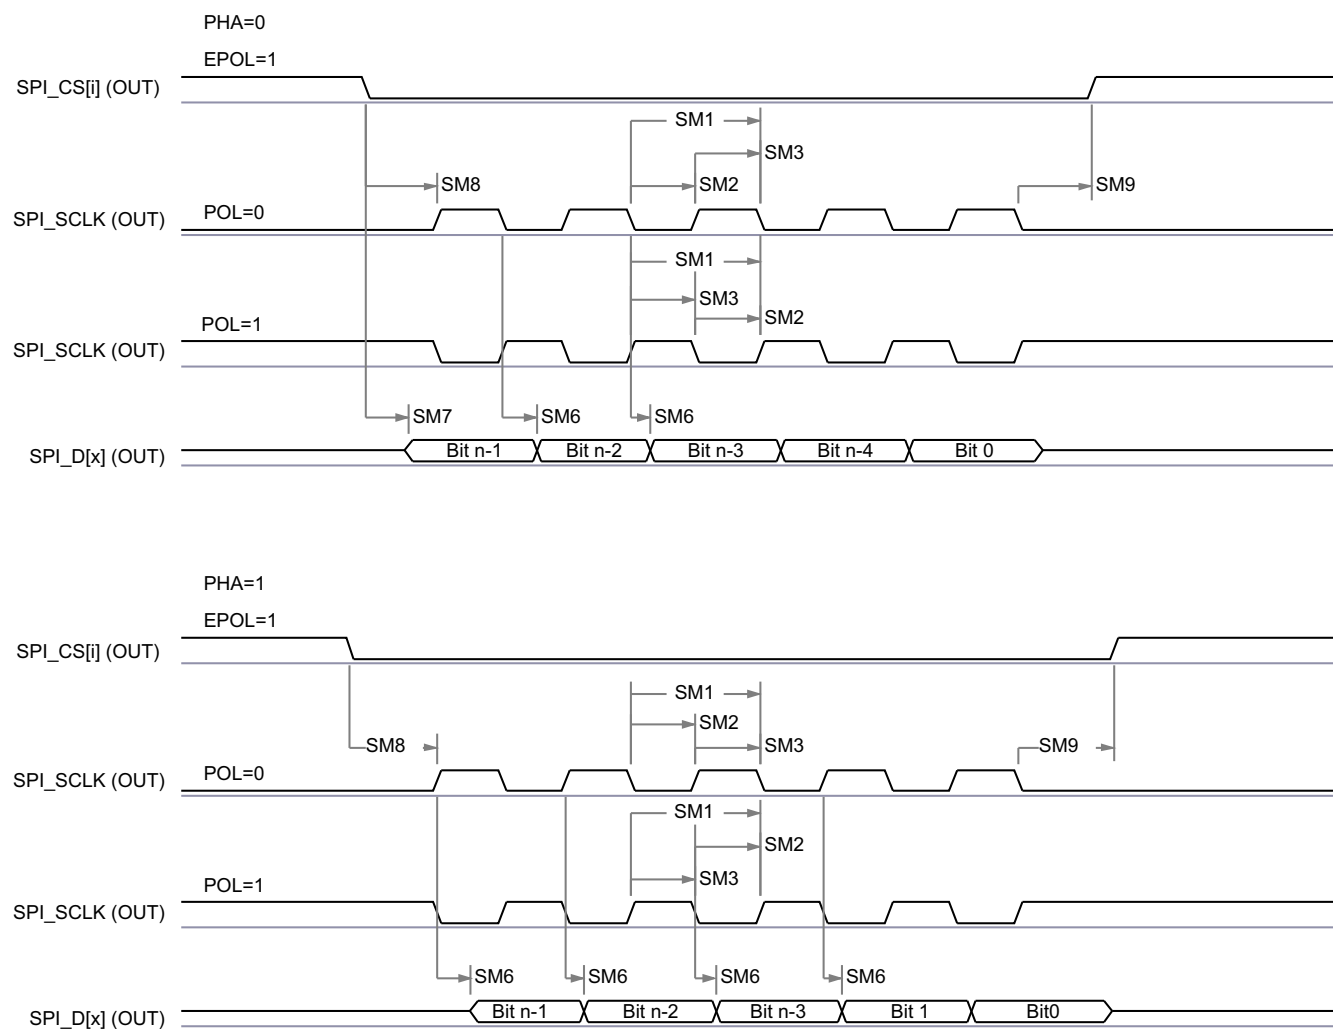 PHA=0
EPOL=1
SPI_CS[i] (OUT)
SM1
SM3
SM8 SM2 SM9
SPI_SCLK (OUT) POL=0
SM1
SM3
SM2
POL=1
SPI_SCLK (OUT)
SM7 SM6 SM6
SPI_D[x] (OUT) Bit n-1 Bit n-2 Bit n-3 Bit n-4 Bit 0
PHA=1
EPOL=1
SPI_CS[i] (OUT)
SM1
SM2
SM8 SM3 SM9
SPI_SCLK (OUT) POL=0
SM1
SM2
SM3
POL=1
SPI_SCLK (OUT)
SM6 SM6 SM6 SM6
SPI_D[x] (OUT) Bit n-1 Bit n-2 Bit n-3 Bit 1 Bit0